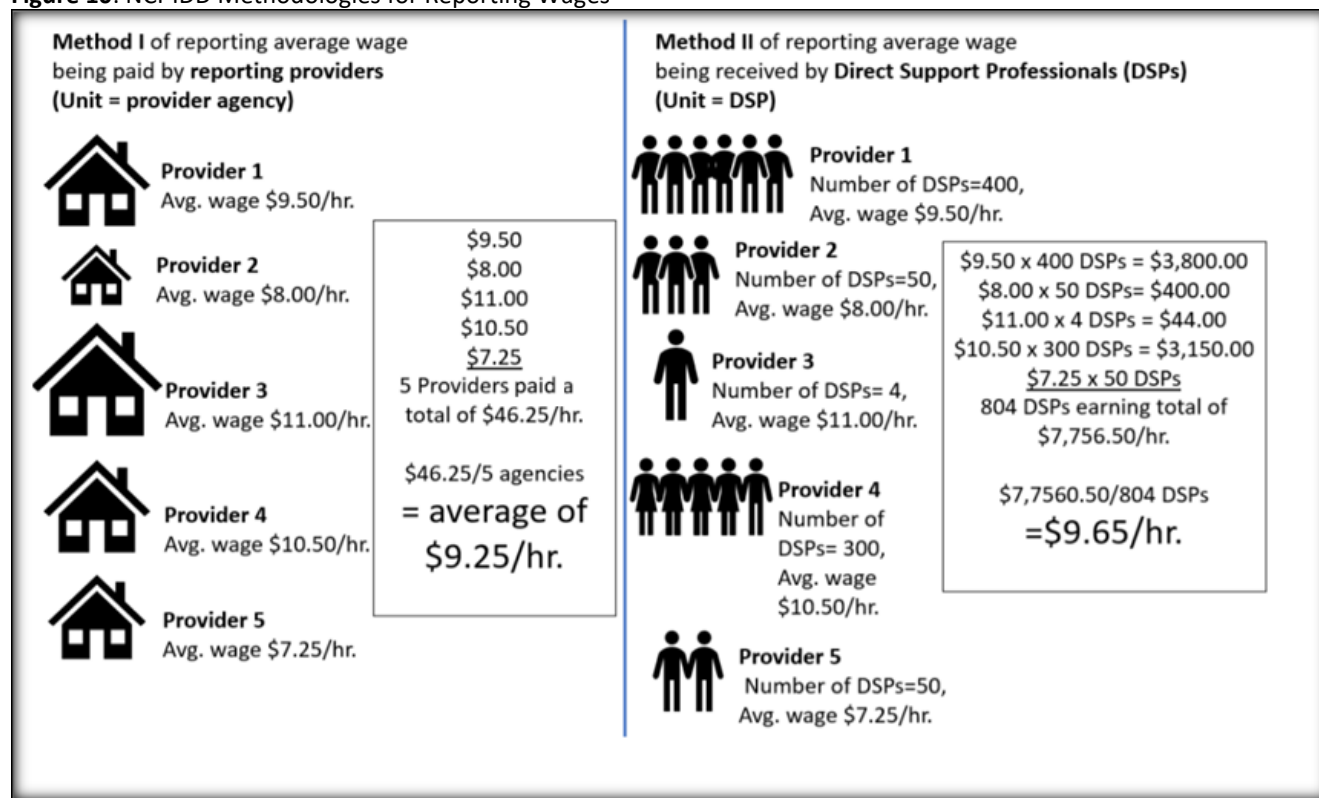 Figure 10. NCI-IDD Methodologies for Reporting Wages
Method I of reporting average wage
being paid by reporting providers
(Unit = provider agency)
Provider 1
Avg. wage $9.50/hr.
Provider 2
Avg. wage $8.00/hr.
Provider 3
Avg. wage $11.00/hr.
Provider 4
Avg. wage $10.50/hr.
Provider 5
Avg. wage $7.25/hr.
$9.50
$8.00
$11.00
$10.50
$7.25
5 Providers paid a
total of $46.25/hr.
$46.25/5 agencies
= average of
$9.25/hr.
Method II of reporting average wage
being received by Direct Support Professionals (DSPs)
(Unit = DSP)
Provider 1
Number of DSPs=400,
Avg. wage $9.50/hr.
Provider 2
Number of DSPs=50,
Avg. wage $8.00/hr.
Provider 3
Number of DSPs= 4,
Avg. wage $11.00/hr.
Provider 4
Number of
DSPs= 300,
Avg. wage
$10.50/hr.
Provider 5
Number of DSPs=50,
Avg. wage $7.25/hr.
$9.50 x 400 DSPs = $3,800.00
$8.00 x 50 DSPs= $400.00
$11.00 x 4 DSPs = $44.00
$10.50 x 300 DSPs = $3,150.00
$7.25 x 50 DSPs
804 DSPs earning total of
$7,756.50/hr.
$7,7560.50/804 DSPs
=$9.65/hr.